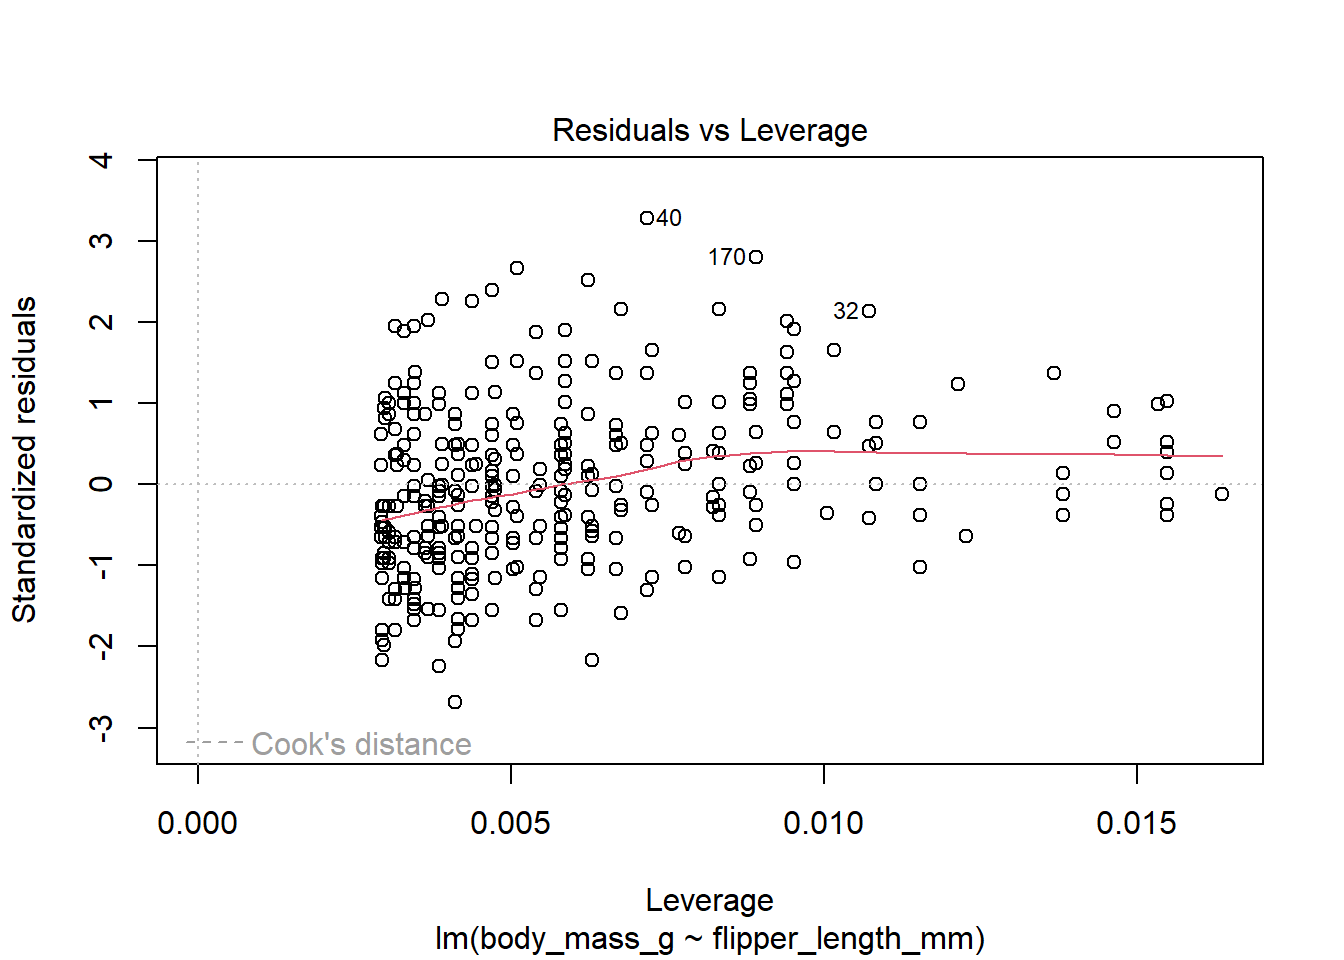 Residuals vs Leverage
Standardized residuals
4
3
2
1
0
-1
-2
-3
40
170
32
Cook's distance
0.000 0.005 0.010 0.015
Leverage
lm(body_mass_g ~ flipper_length_mm)